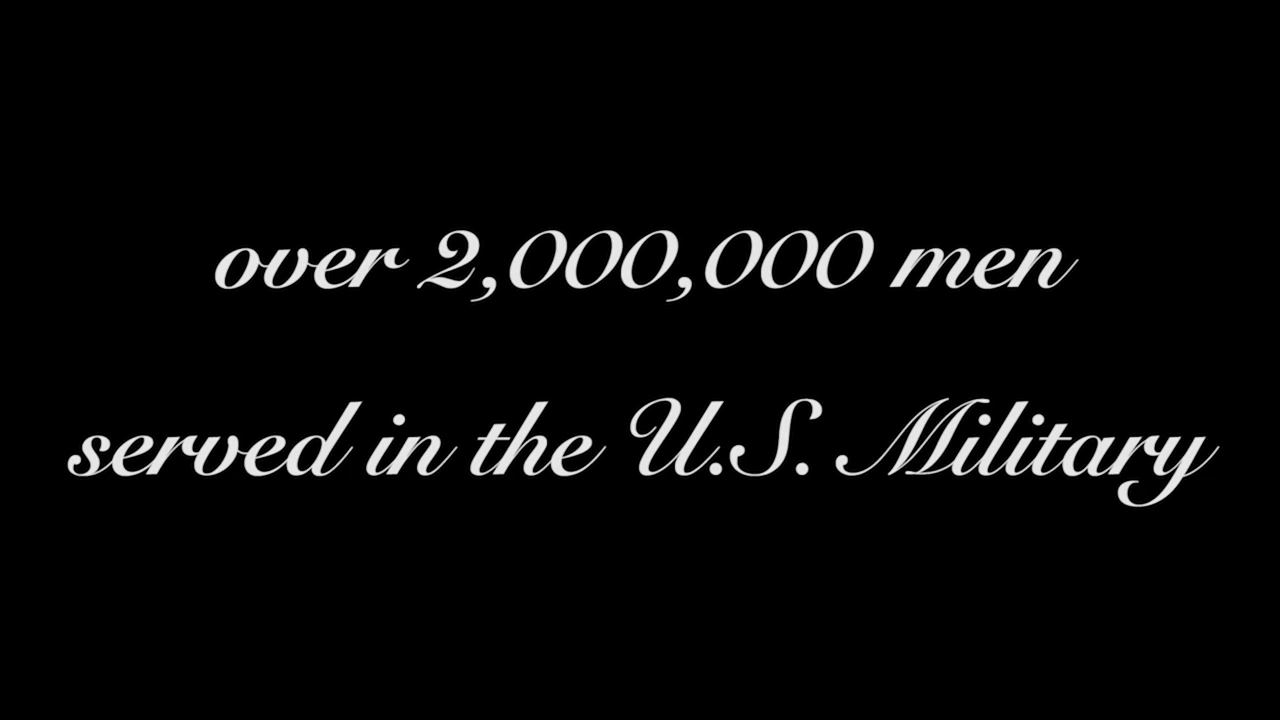 over 2,000,000 men
served in the U.S. Military